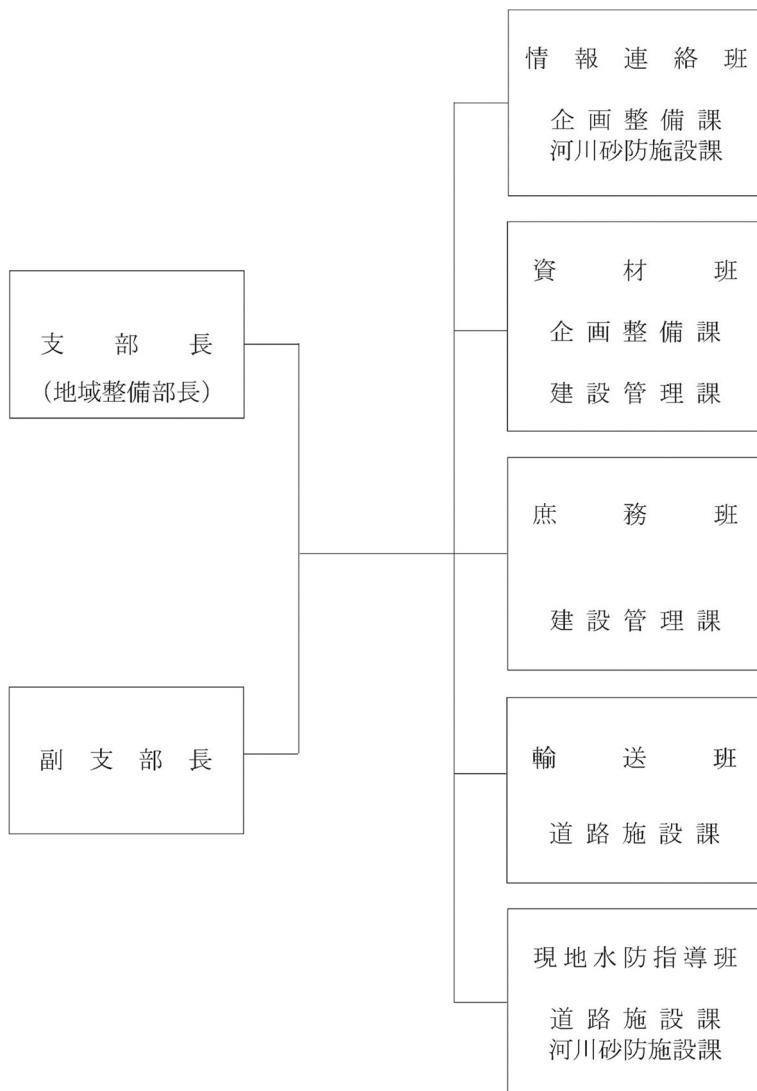 支部長
（地域整備部長）
副支部長
情報連絡班
企画整備課
河川砂防施設課
資材班
企画整備課
建設管理課
庶務班
建設管理課
輸送班
道路施設課
現地水防指導班
道路施設課
河川砂防施設課